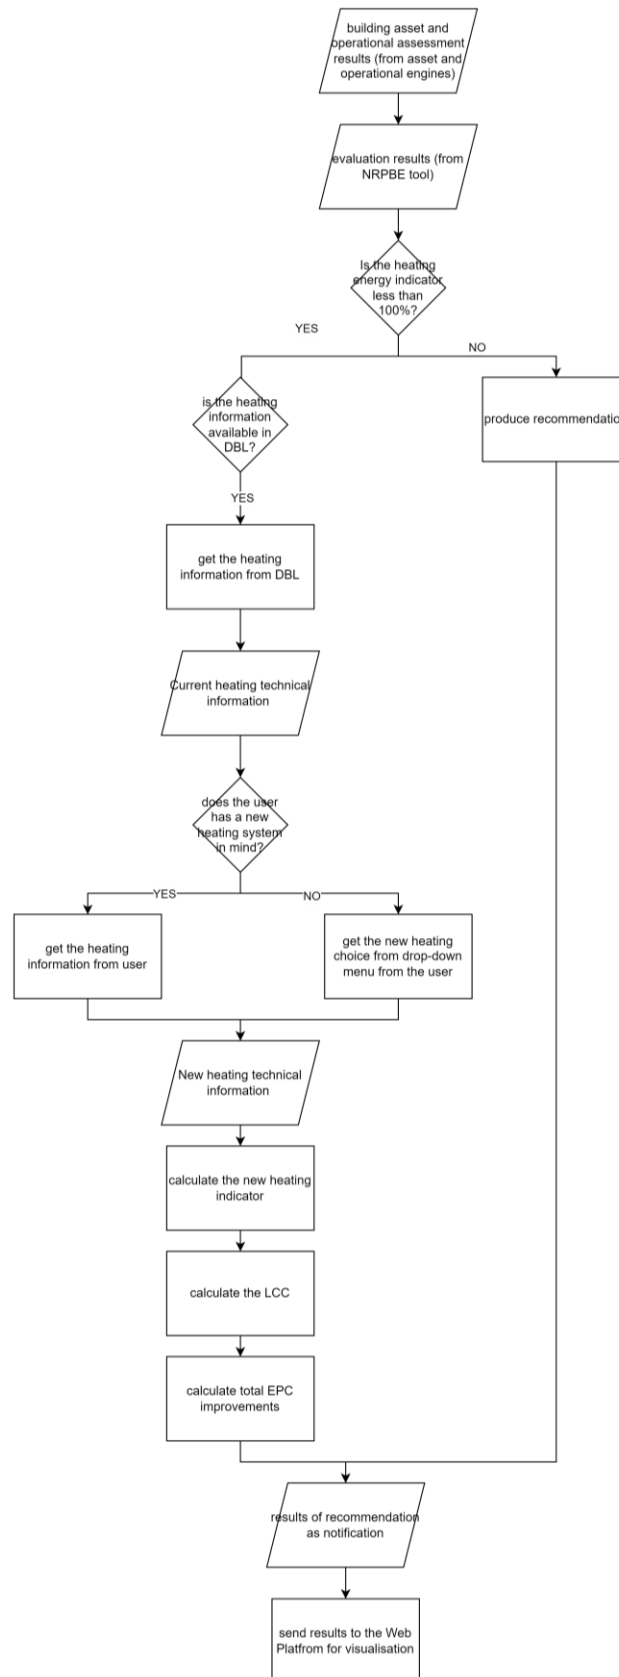 building asset and
operational assessment
results (from asset and
operational engines)
evaluation results (from
NRPBE tool)
Is the heating
energy indicator
less than
100%?
YES
NO
is the heating
information
available in
DBL?
produce recommendatio
YES
get the heating
information from DBL
Current heating technical
information
does the user
has a new
heating system
in mind?
YES
NO
get the heating
information from user
get the new heating
choice from drop-down
menu from the user
New heating technical
information
calculate the new heating
indicator
calculate the LCC
calculate total EPC
improvements
results of recommendation
as notification
send results to the Web
Platfrom for visualisation